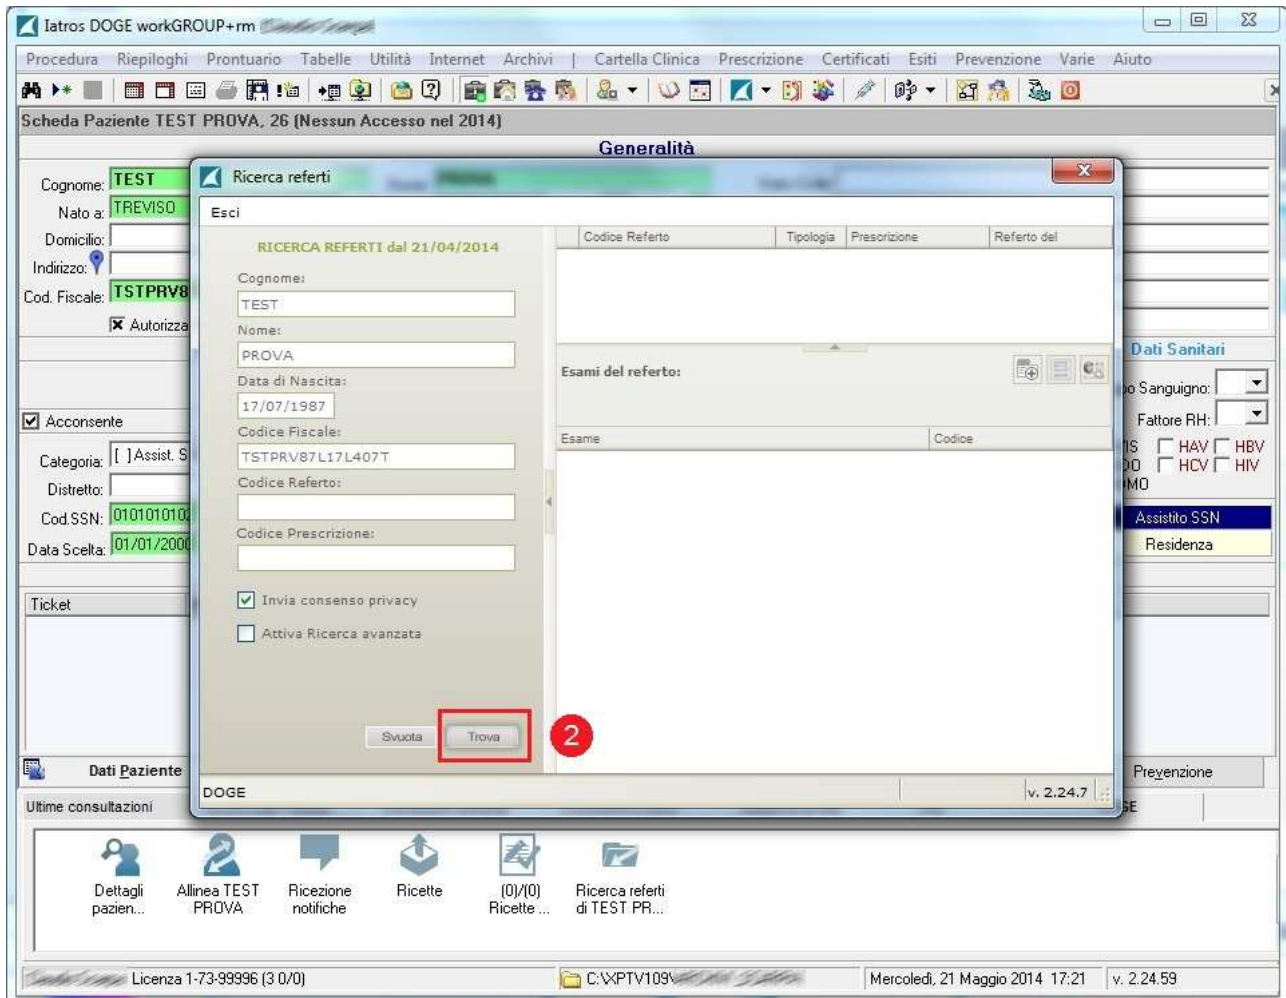 Iatros DOGE workGROUP+rm
Procedura Riepiloghi Prontuario Tabelle Utilità Internet Archivi | Cartella Clinica Prescrizione Certificati Esiti Prevenzione Varie Aiuto
Scheda Paziente TEST PROVA, 26 (Nessun Accesso nel 2014)
Generalità
Cognome: TEST
Nato a: TREVISO
Domicilio:
Indirizzo:
Cod. Fiscale: TSTPRV8
Autorizza
Acconsente
Categoria: [ ] Assist. S
Distretto:
Cod.SSN: 0101010102
Data Scelta: 01/01/2000
Ticket
Ricerca referti
Esci
RICERCA REFERTI dal 21/04/2014
Cognome:
TEST
Nome:
PROVA
Data di Nascita:
17/07/1987
Codice Fiscale:
TSTPRV87L17L407T
Codice Referto:
Codice Prescrizione:
Invia consenso privacy
Attiva Ricerca avanzata
Svuota Trova 2
Codice Referto Tipologia Prescrizione Referto del
Esami del referto:
Esame Codice
DOGE v. 2.24.7
Dati Sanitari
o Sanguigno:
Fattore RH:
IS HAV HBV
DO HCV HIV
MO
Assistito SSN
Residenza
Dati Paziente Prevenzione
Ultime consultazioni GE
Dettagli pazien...
Allinea TEST PROVA
Ricezione notifiche
Ricette
(0)/(0) Ricette ...
Ricerca referti di TEST PR...
Licenza 1-73-99996 (3 0/0) C:\XPTV109\ Mercoledì, 21 Maggio 2014 17:21 v. 2.24.59